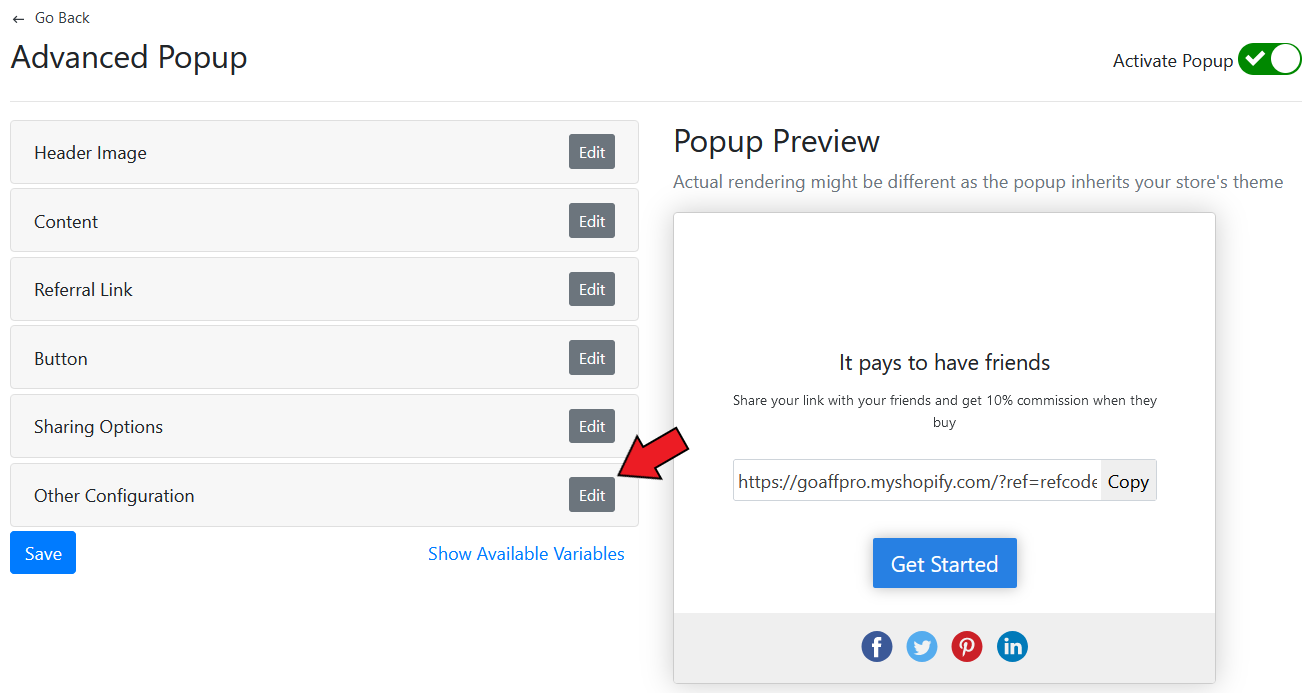 ← Go Back
Advanced Popup
Activate Popup
Header Image
Edit
Content
Edit
Referral Link
Edit
Button
Edit
Sharing Options
Edit
Other Configuration
Edit
Save
Show Available Variables
Popup Preview
Actual rendering might be different as the popup inherits your store's theme
It pays to have friends
Share your link with your friends and get 10% commission when they
buy
https://goaffpro.myshopify.com/?ref=refcode
Copy
Get Started
f
in